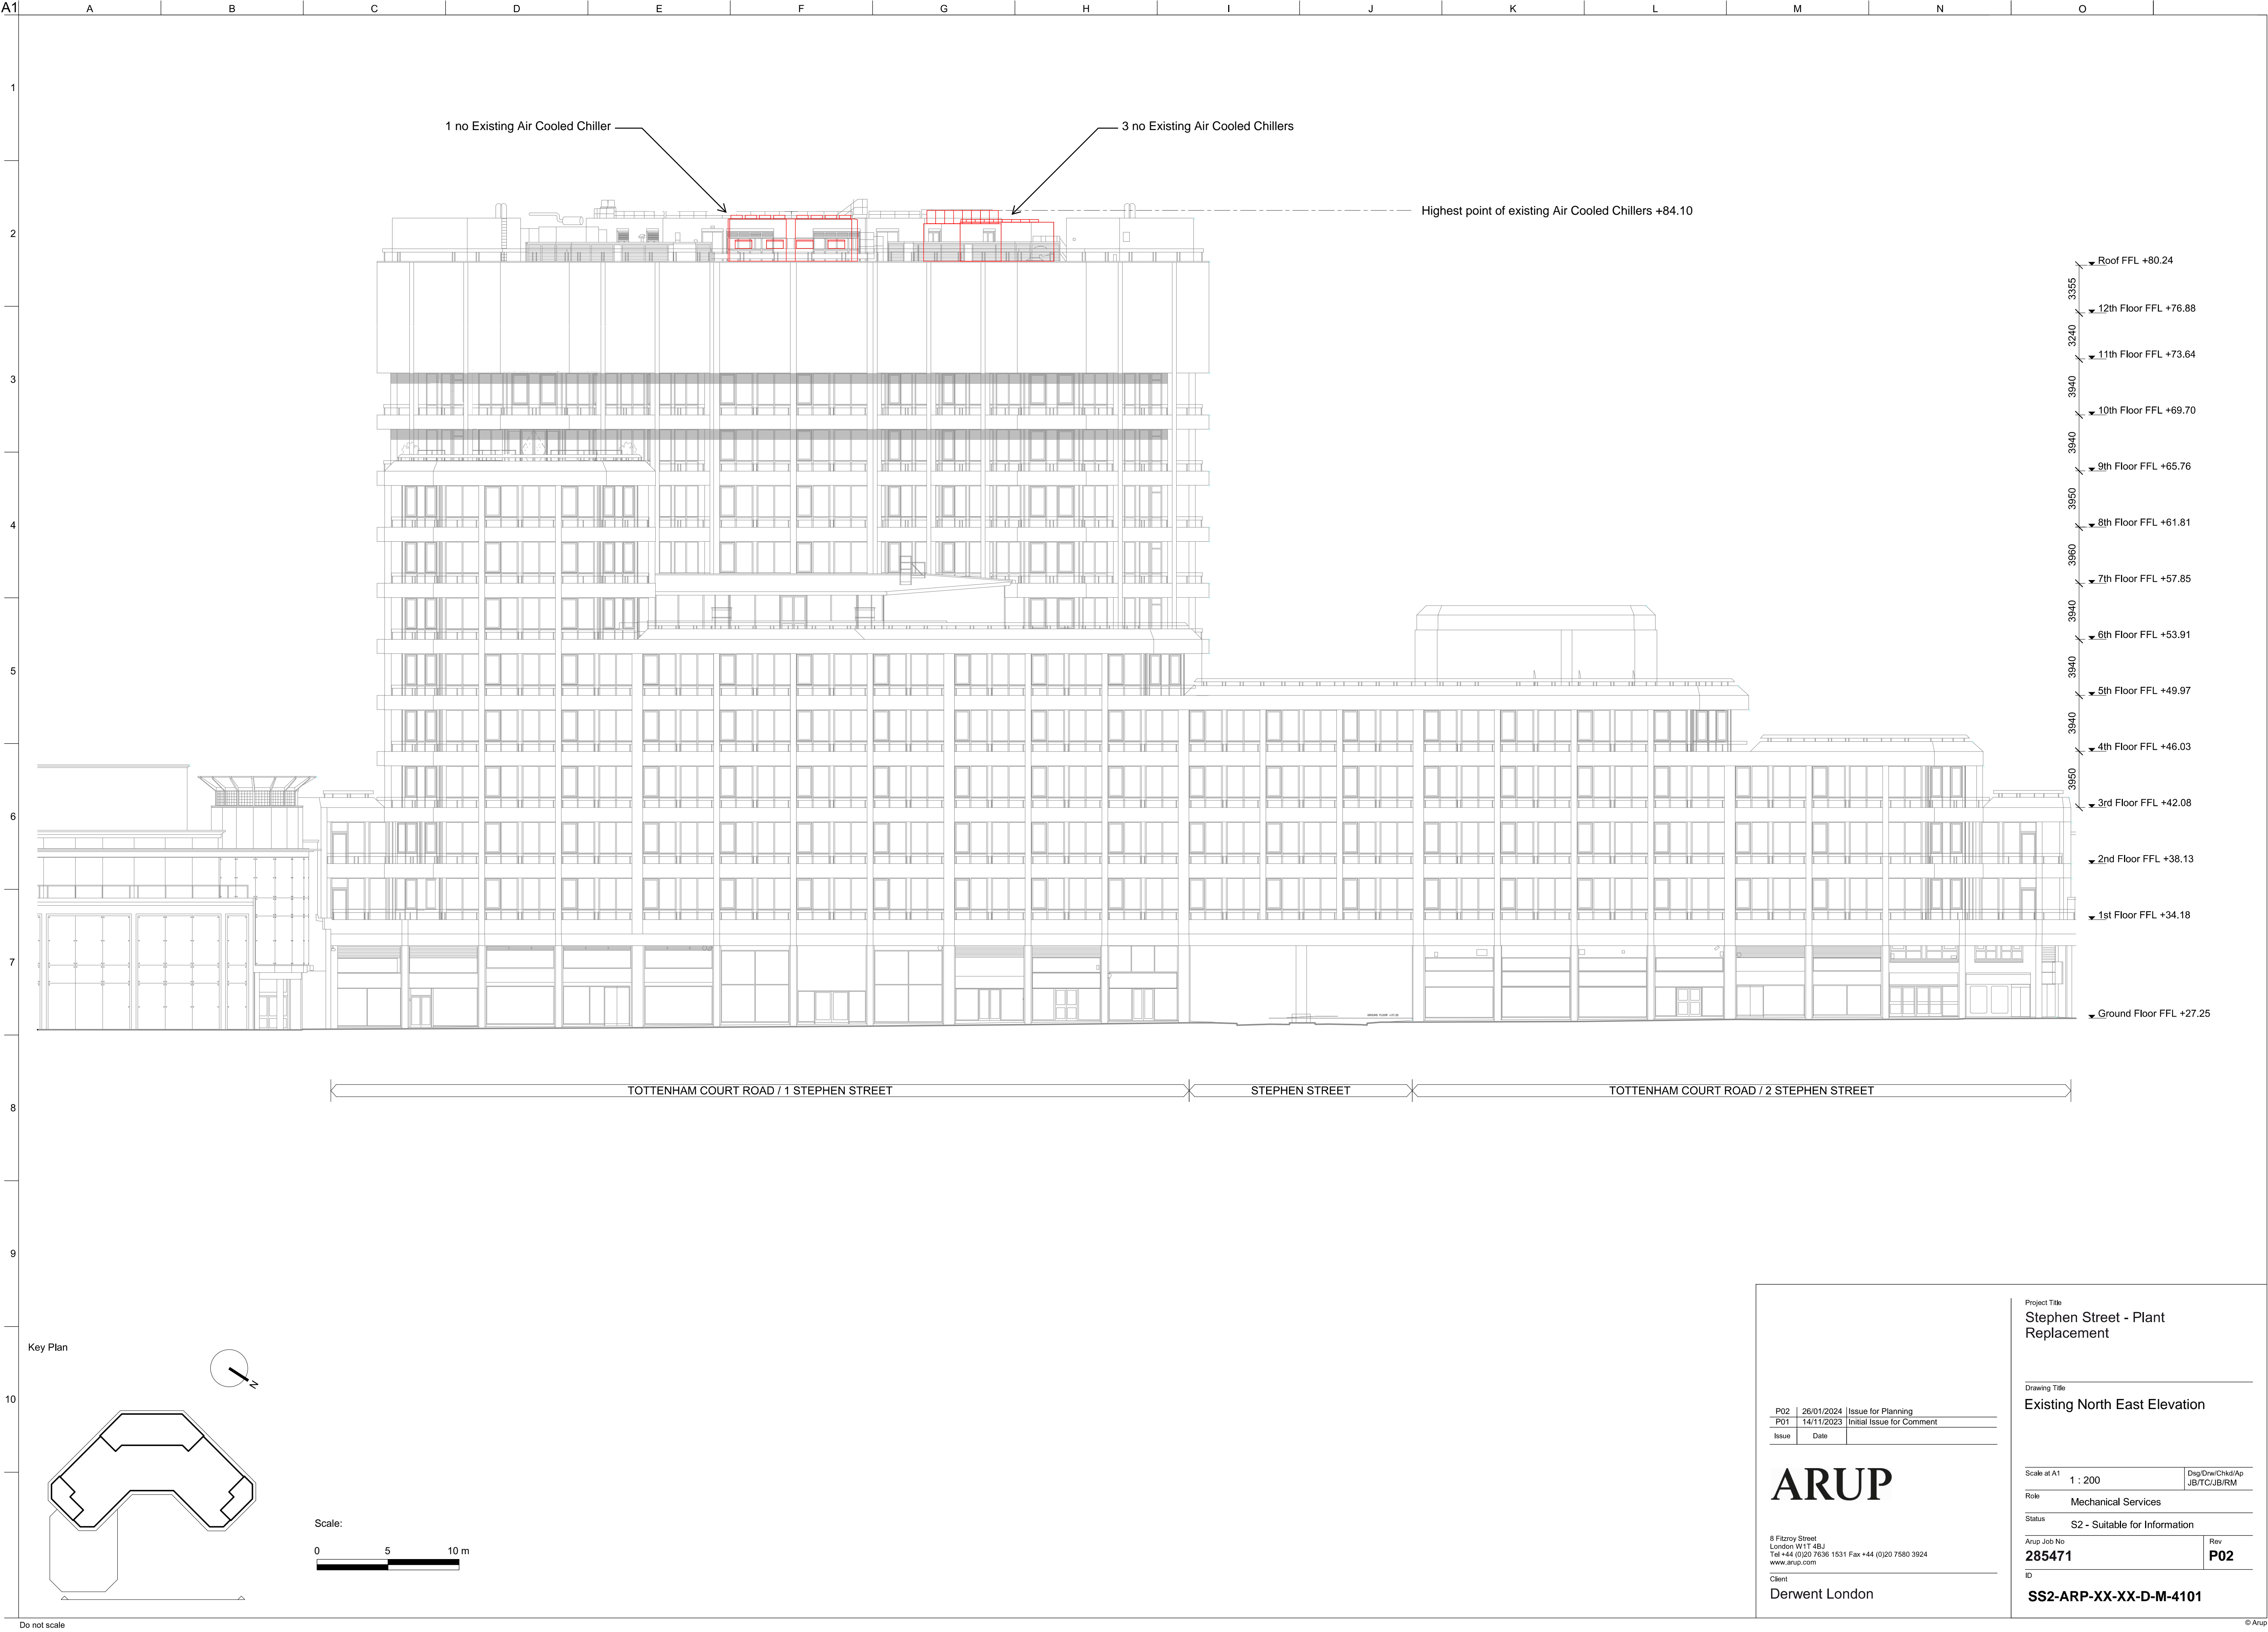 A1
A B C D E F G H I J K L M N O
1
2
3
4
5
6
7
8
9
10
1 no Existing Air Cooled Chiller
3 no Existing Air Cooled Chillers
Highest point of existing Air Cooled Chillers +84.10
Roof FFL +80.24
3355
12th Floor FFL +76.88
3240
11th Floor FFL +73.64
3940
10th Floor FFL +69.70
3940
9th Floor FFL +65.76
3950
8th Floor FFL +61.81
3960
7th Floor FFL +57.85
3940
6th Floor FFL +53.91
3940
5th Floor FFL +49.97
3940
4th Floor FFL +46.03
3950
3rd Floor FFL +42.08
2nd Floor FFL +38.13
1st Floor FFL +34.18
Ground Floor FFL +27.25
TOTTENHAM COURT ROAD / 1 STEPHEN STREET
STEPHEN STREET
TOTTENHAM COURT ROAD / 2 STEPHEN STREET
Key Plan
N
Scale:
0 5 10 m
Do not scale
P02 26/01/2024 Issue for Planning
P01 14/11/2023 Initial Issue for Comment
Issue Date
ARUP
8 Fitzroy Street
London W1T 4BJ
Tel +44 (0)20 7636 1531 Fax +44 (0)20 7580 3924
www.arup.com
Client
Derwent London
Project Title
Stephen Street - Plant
Replacement
Drawing Title
Existing North East Elevation
Scale at A1
1 : 200
Dsg/Drw/Chkd/Ap
JB/TC/JB/RM
Role
Mechanical Services
Status
S2 - Suitable for Information
Arup Job No
285471
Rev
P02
ID
SS2-ARP-XX-XX-D-M-4101
© Arup